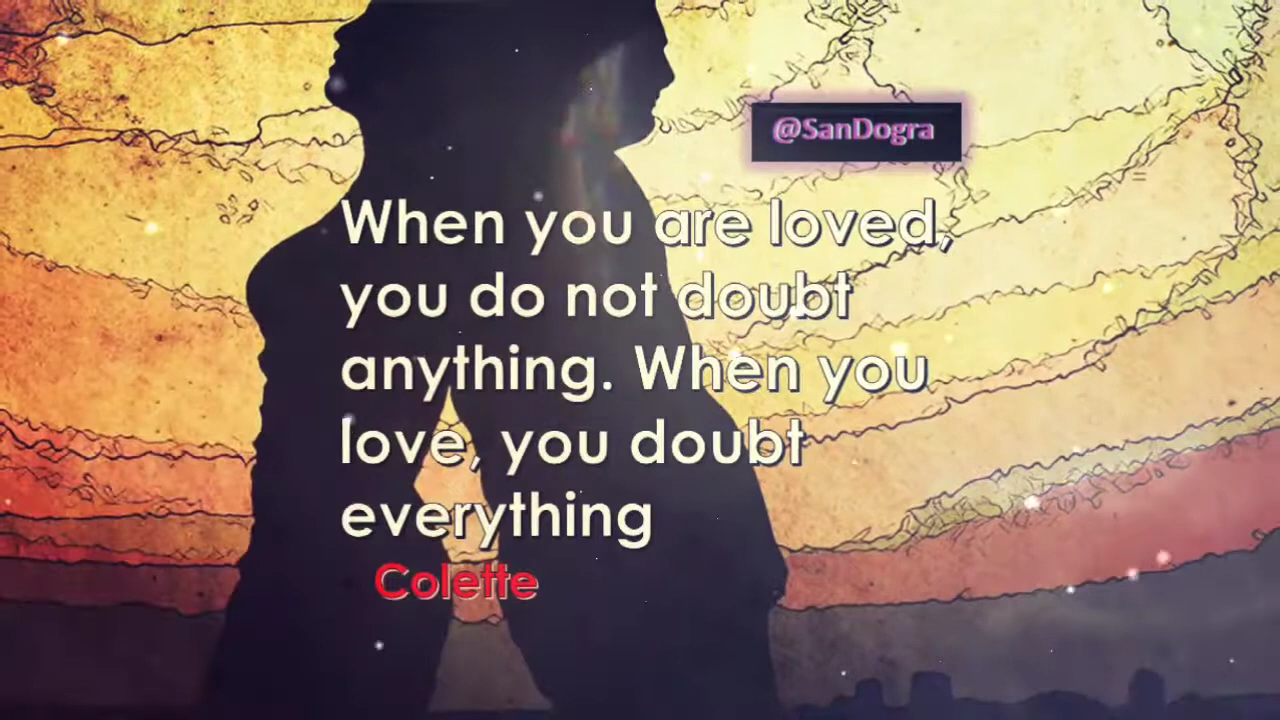 @SanDogra
When you are loved,
you do not doubt
anything. When you
love, you doubt
everything
Colette